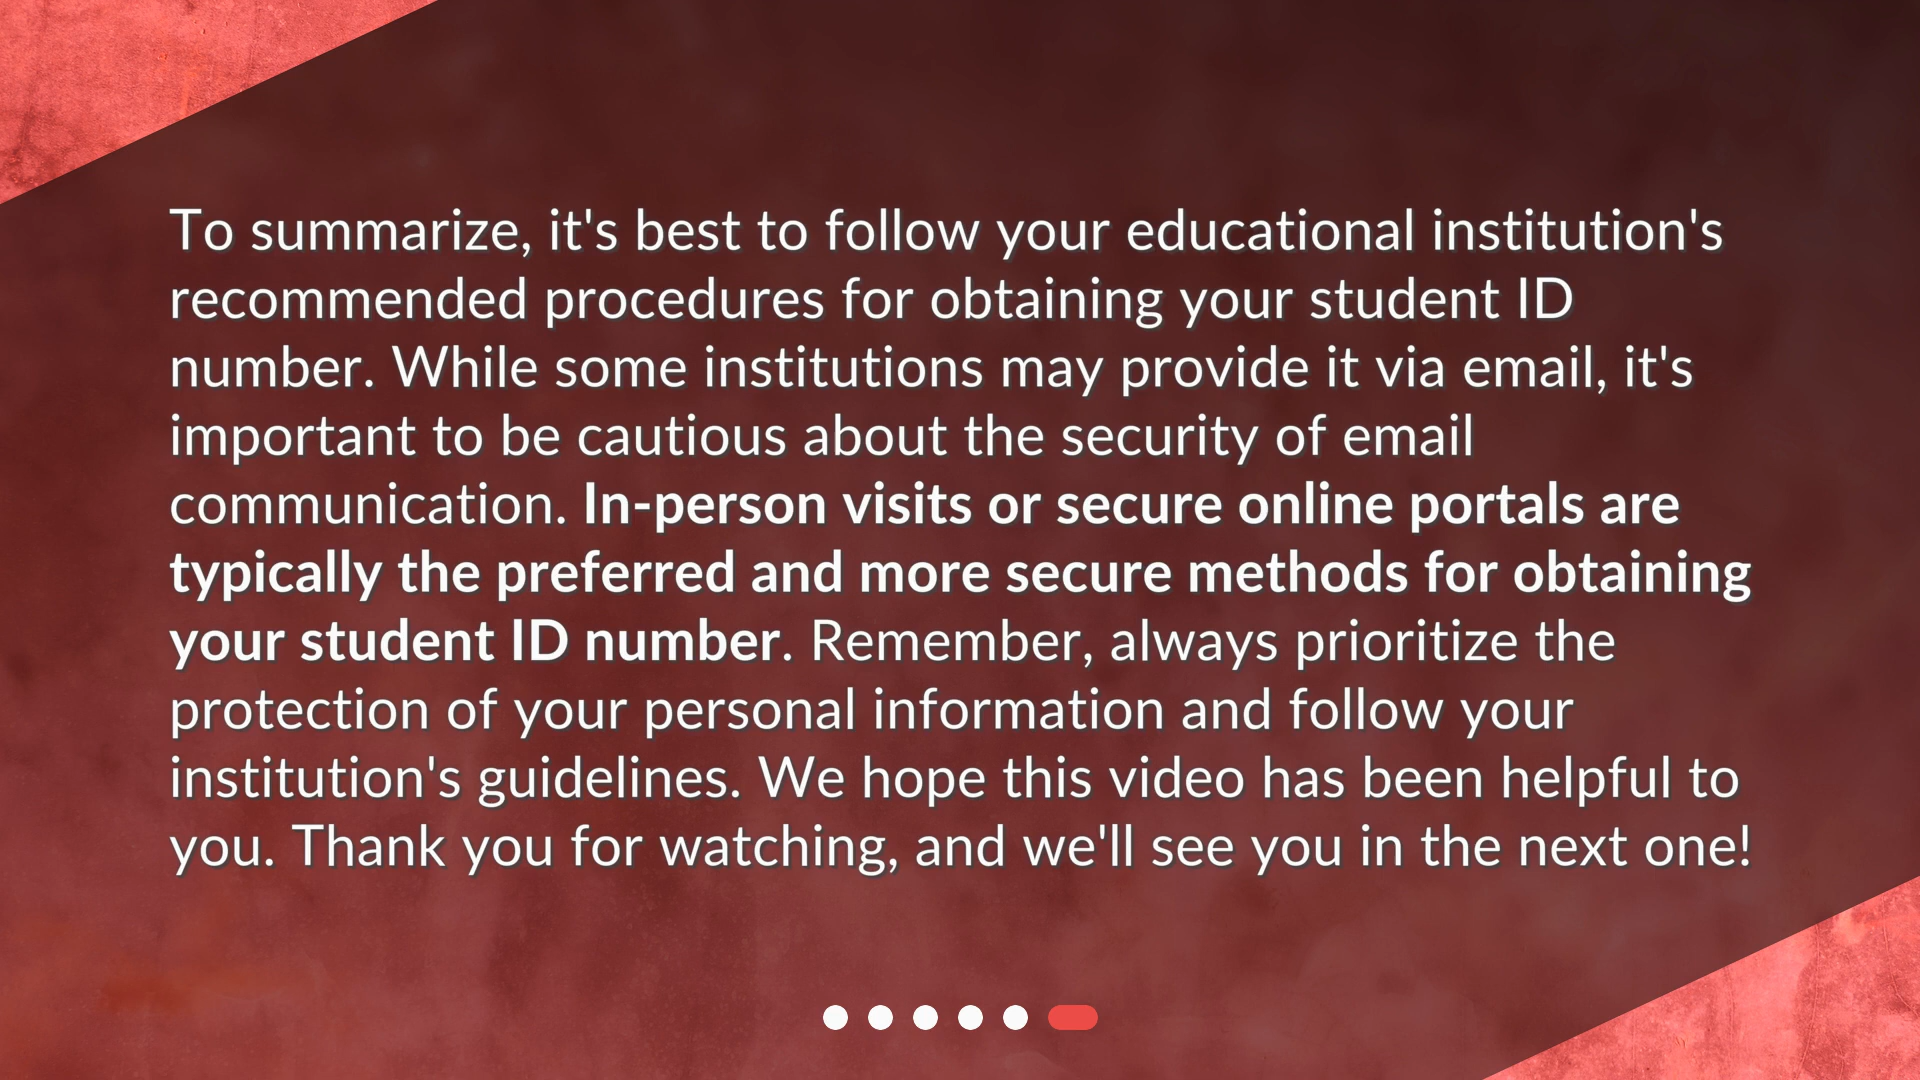 To summarize, it's best to follow your educational institution's
recommended procedures for obtaining your student ID
number. While some institutions may provide it via email, it's
important to be cautious about the security of email
communication. In-person visits or secure online portals are
typically the preferred and more secure methods for obtaining
your student ID number. Remember, always prioritize the
protection of your personal information and follow your
institution's guidelines. We hope this video has been helpful to
you. Thank you for watching, and we'll see you in the next one!